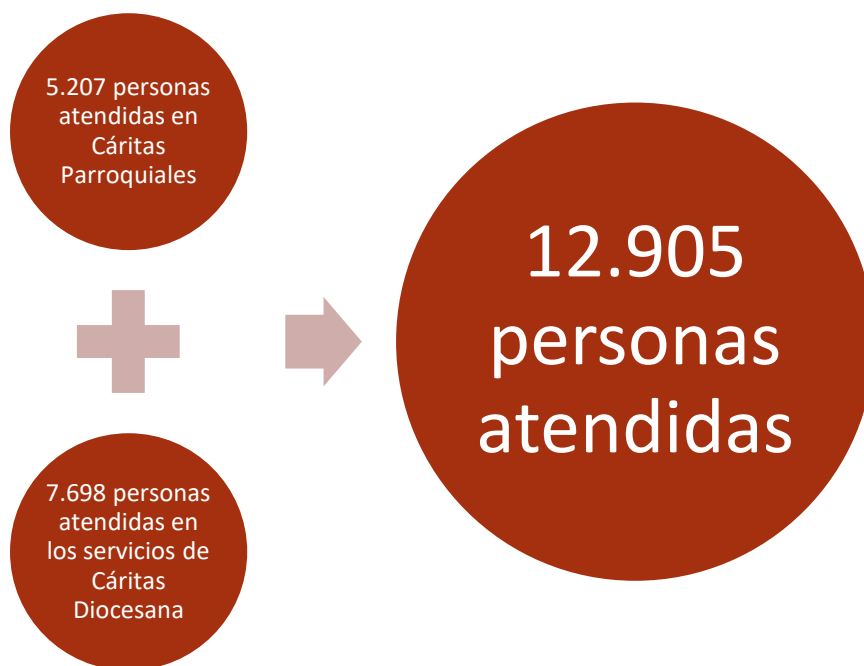 5.207 personas
atendidas en
Cáritas
Parroquiales
7.698 personas
atendidas en
los servicios de
Cáritas
Diocesana
12.905
personas
atendidas